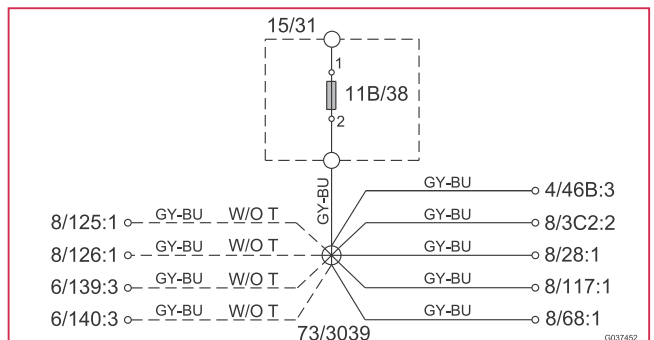 15/31
1
11B/38
2
GY-BU
GY-BU 4/46B:3
8/125:1 GY-BU W/O T
GY-BU 8/3C2:2
8/126:1 GY-BU W/O T
GY-BU 8/28:1
6/139:3 GY-BU W/O T
GY-BU 8/117:1
6/140:3 GY-BU W/O T
GY-BU 8/68:1
73/3039
G037452